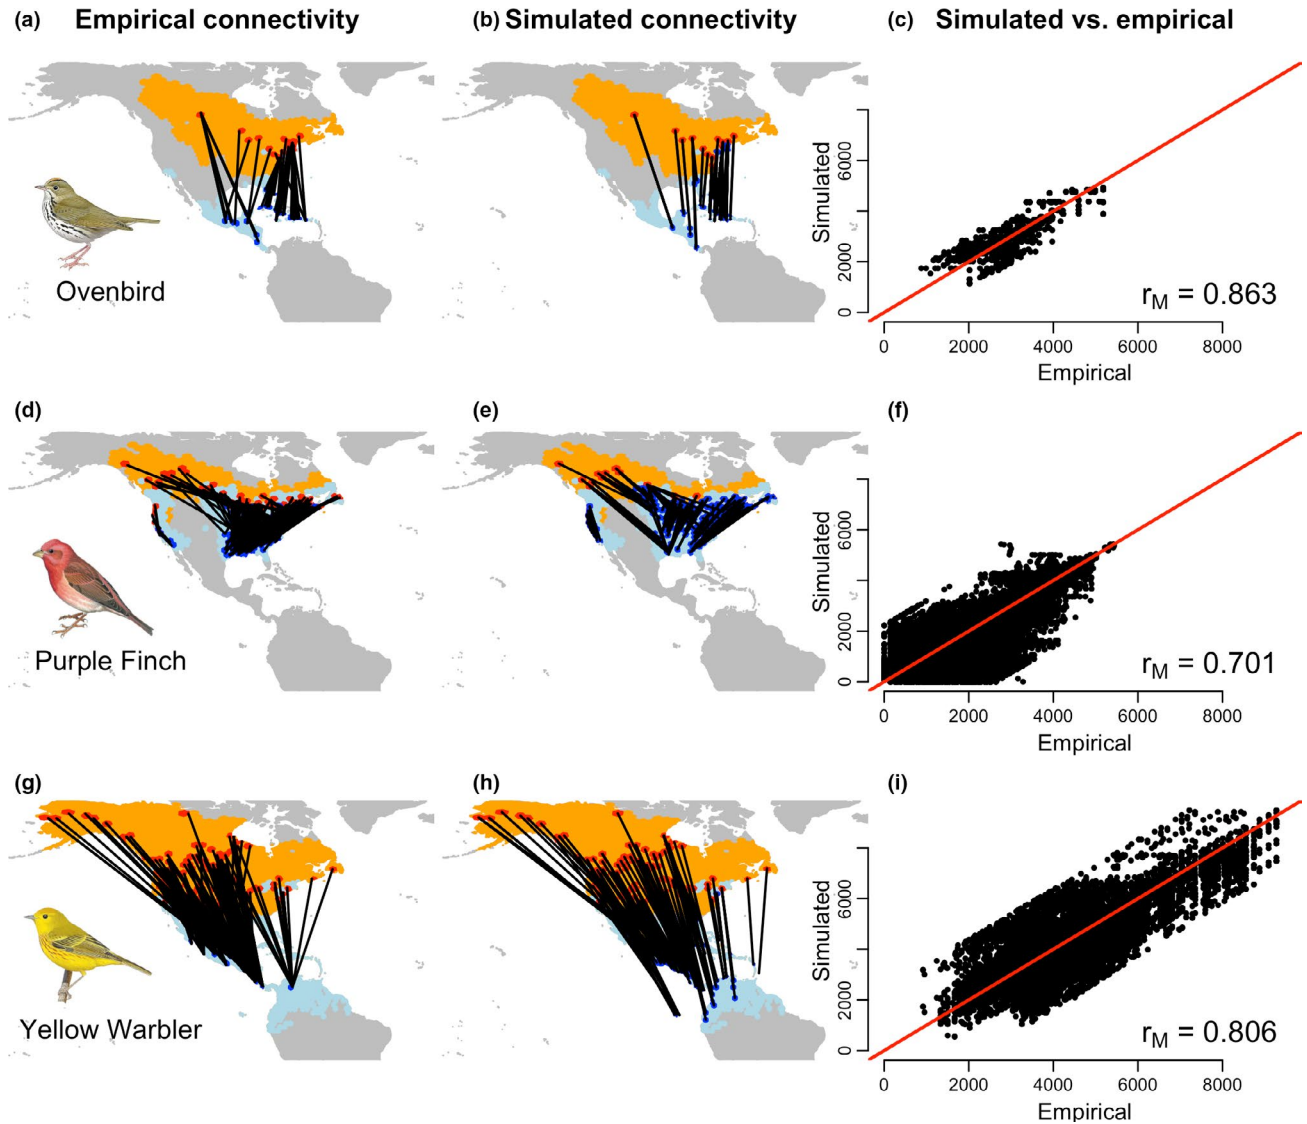 (a) Empirical connectivity
(b) Simulated connectivity
(c) Simulated vs. empirical
Ovenbird
Simulated
6000
2000
0
r_M = 0.863
0 2000 4000 6000 8000
Empirical
(d)
(e)
(f)
Purple Finch
Simulated
6000
2000
0
r_M = 0.701
0 2000 4000 6000 8000
Empirical
(g)
(h)
(i)
Yellow Warbler
Simulated
6000
2000
0
r_M = 0.806
0 2000 4000 6000 8000
Empirical